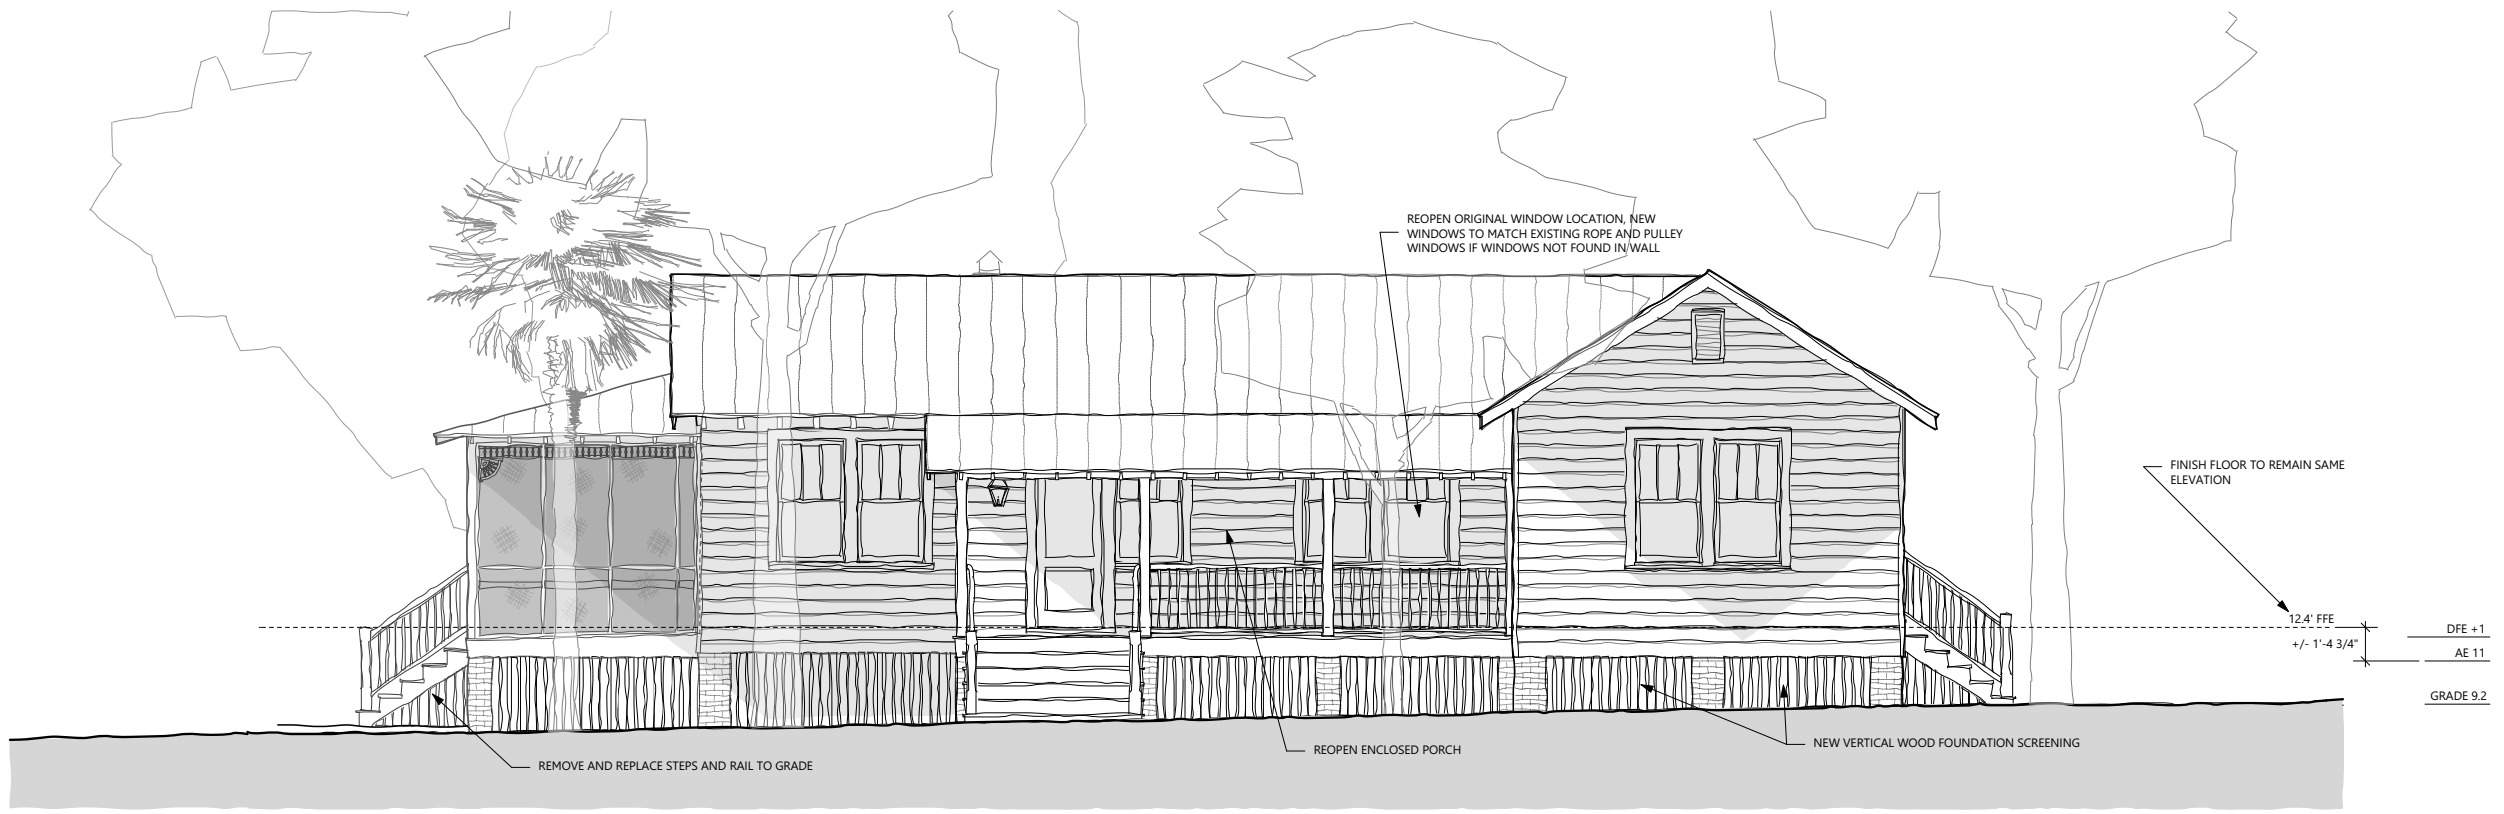 REOPEN ORIGINAL WINDOW LOCATION, NEW
WINDOWS TO MATCH EXISTING ROPE AND PULLEY
WINDOWS IF WINDOWS NOT FOUND IN WALL
FINISH FLOOR TO REMAIN SAME
ELEVATION
12.4' FFE
DFE +1
+/- 1'-4 3/4"
AE 11
GRADE 9.2
NEW VERTICAL WOOD FOUNDATION SCREENING
REOPEN ENCLOSED PORCH
REMOVE AND REPLACE STEPS AND RAIL TO GRADE